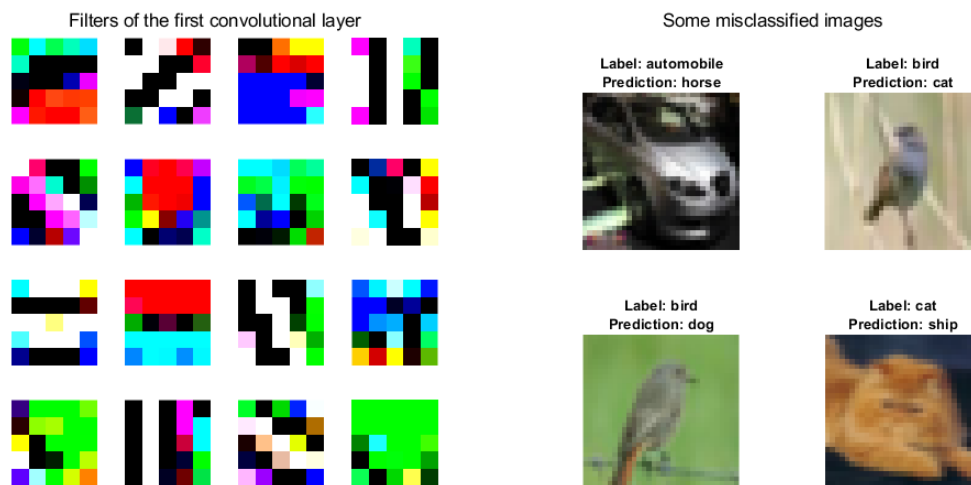 Filters of the first convolutional layer
Some misclassified images
Label: automobile
Prediction: horse
Label: bird
Prediction: cat
Label: bird
Prediction: dog
Label: cat
Prediction: ship